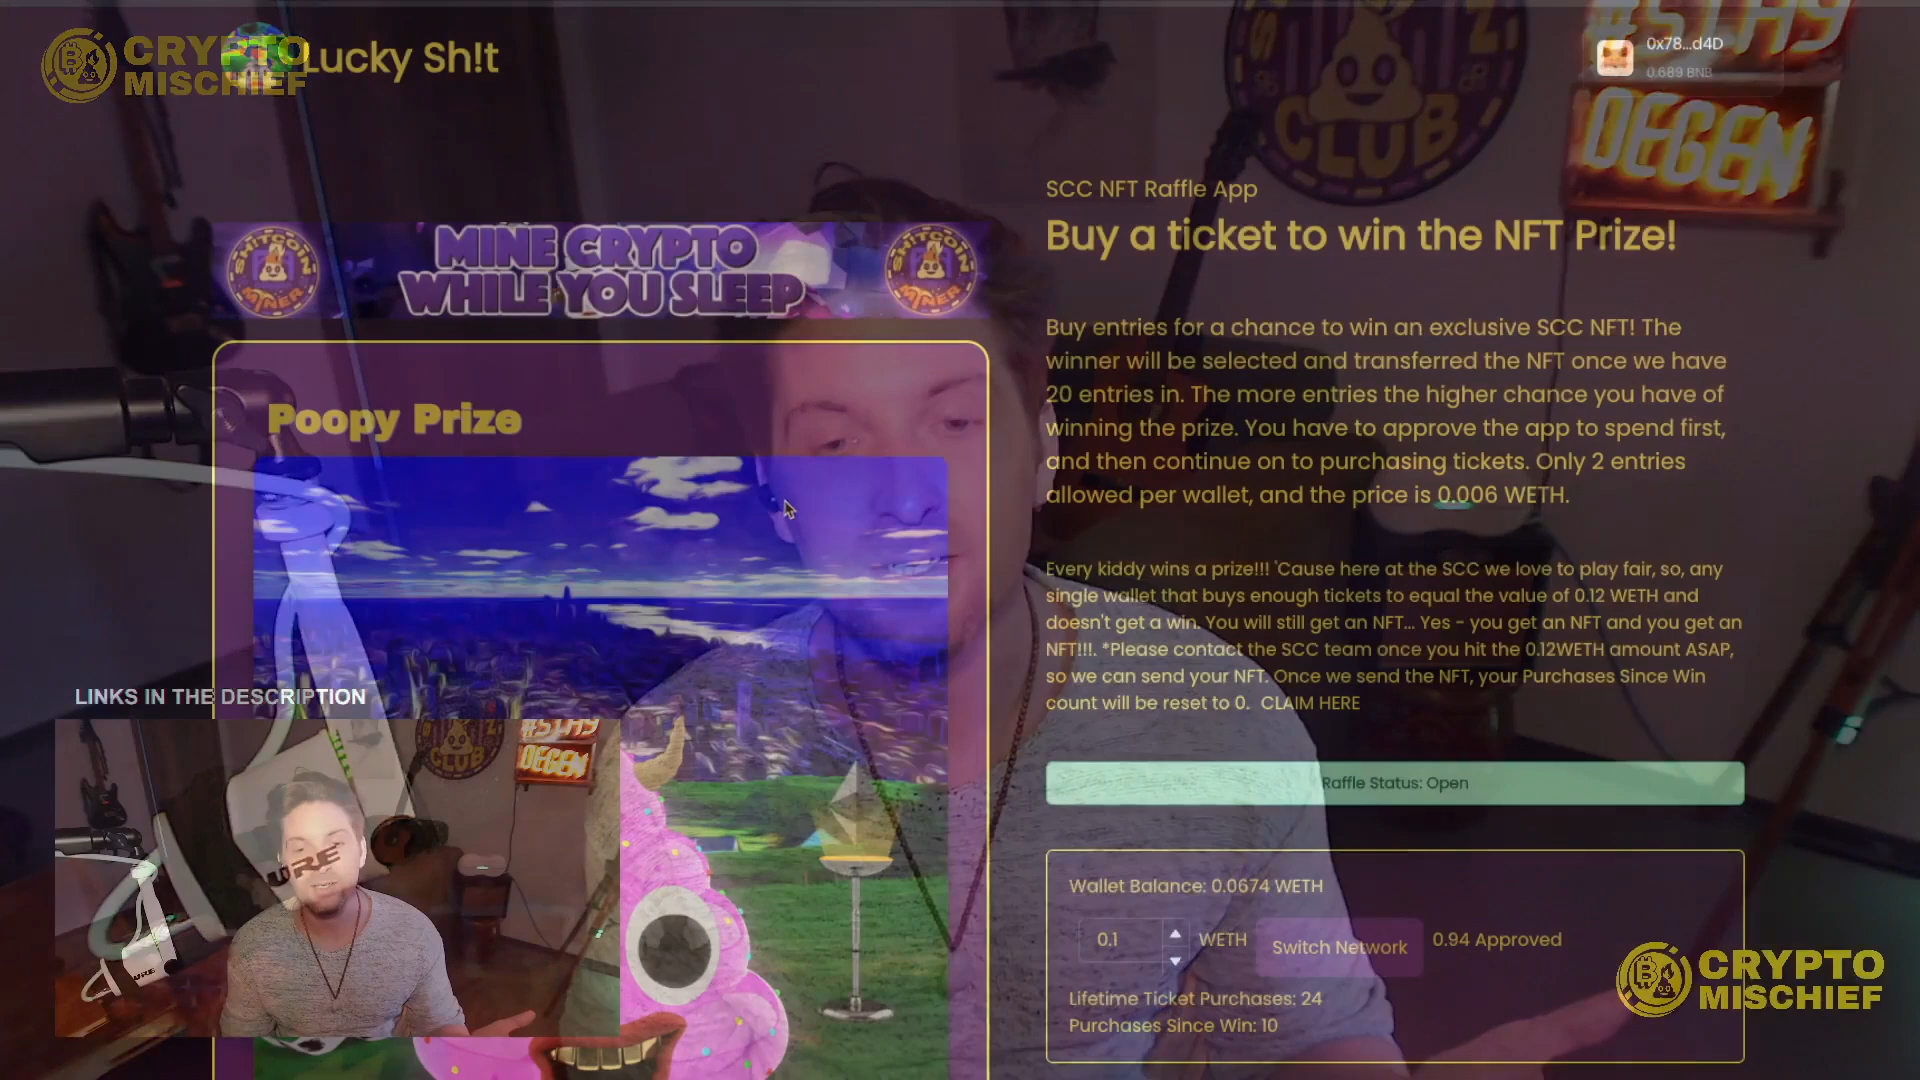 CRYPTO
MISCHIEF
Lucky Sh!t
0x78...d4D
0.689 BNB
#STAY
DEGEN
CLUB
SCC NFT Raffle App
Buy a ticket to win the NFT Prize!
SHITCOIN
MINER
MINE CRYPTO
WHILE YOU SLEEP
SHITCOIN
MINER
Buy entries for a chance to win an exclusive SCC NFT! The
winner will be selected and transferred the NFT once we have
20 entries in. The more entries the higher chance you have of
winning the prize. You have to approve the app to spend first,
and then continue on to purchasing tickets. Only 2 entries
allowed per wallet, and the price is 0.006 WETH.
Poopy Prize
Every kiddy wins a prize!!! 'Cause here at the SCC we love to play fair, so, any
single wallet that buys enough tickets to equal the value of 0.12 WETH and
doesn't get a win. You will still get an NFT... Yes - you get an NFT and you get an
NFT!!!. *Please contact the SCC team once you hit the 0.12WETH amount ASAP,
so we can send your NFT. Once we send the NFT, your Purchases Since Win
count will be reset to 0. CLAIM HERE
LINKS IN THE DESCRIPTION
#STAY
DEGEN
CLUB
Raffle Status: Open
Wallet Balance: 0.0674 WETH
0.1 WETH Switch Network 0.94 Approved
Lifetime Ticket Purchases: 24
Purchases Since Win: 10
CRYPTO
MISCHIEF